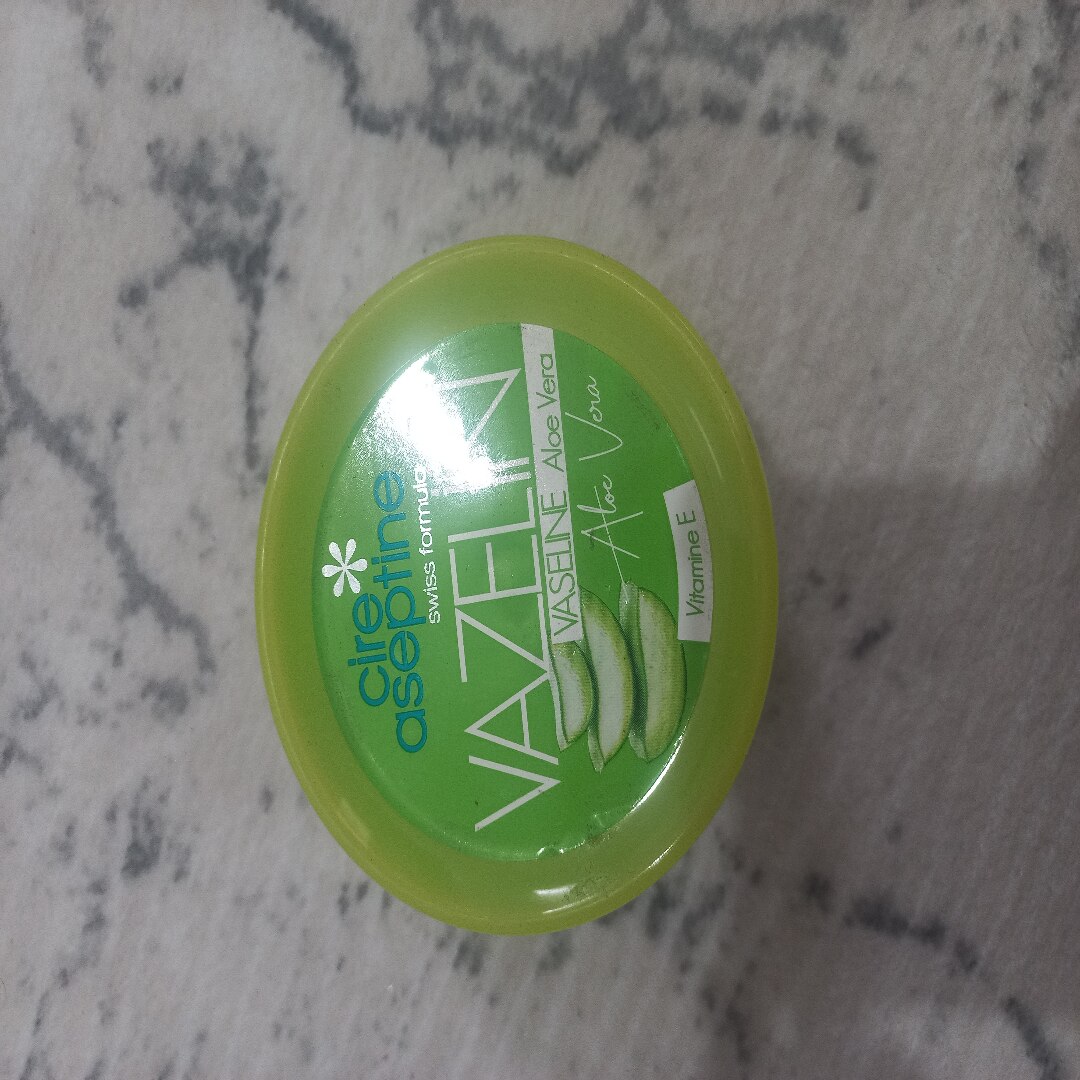 cire
aseptine
swiss formula
VAZELIN
VASELINE Aloe Vera
Aloe Vera
Vitamine E